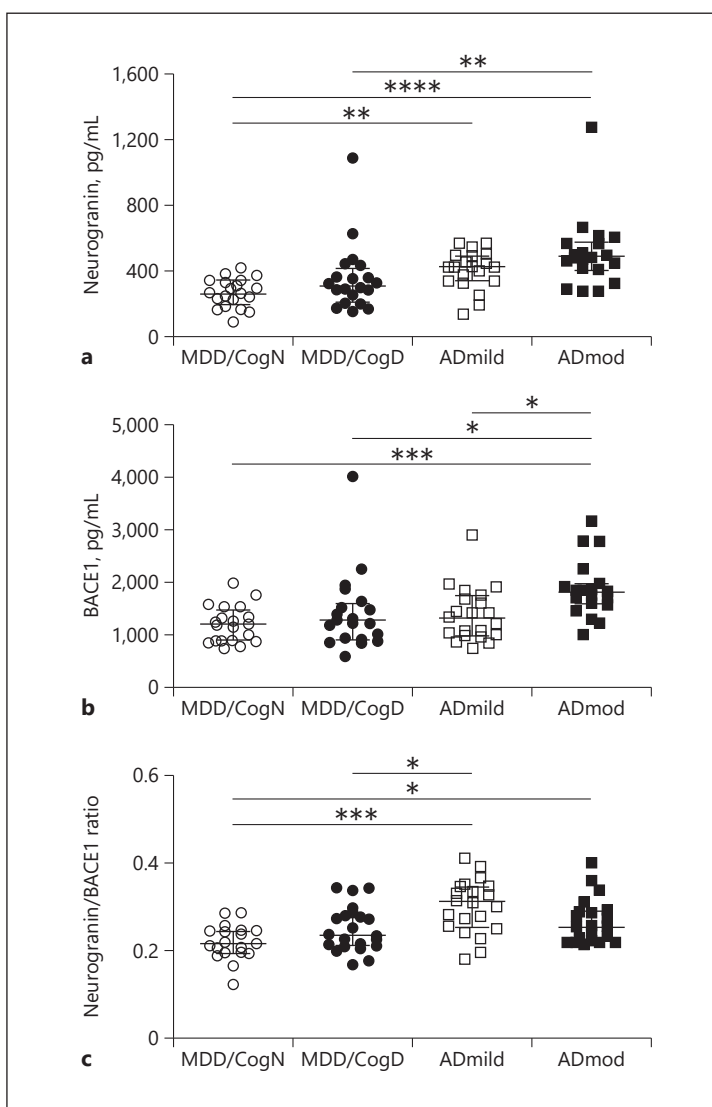 **
****
**
1,600
1,200
800
400
0
Neurogranin, pg/mL
a
MDD/CogN MDD/CogD ADmild ADmod
*
*
***
5,000
4,000
3,000
2,000
1,000
0
BACE1, pg/mL
b
MDD/CogN MDD/CogD ADmild ADmod
*
*
***
0.6
0.4
0.2
0
Neurogranin/BACE1 ratio
c
MDD/CogN MDD/CogD ADmild ADmod